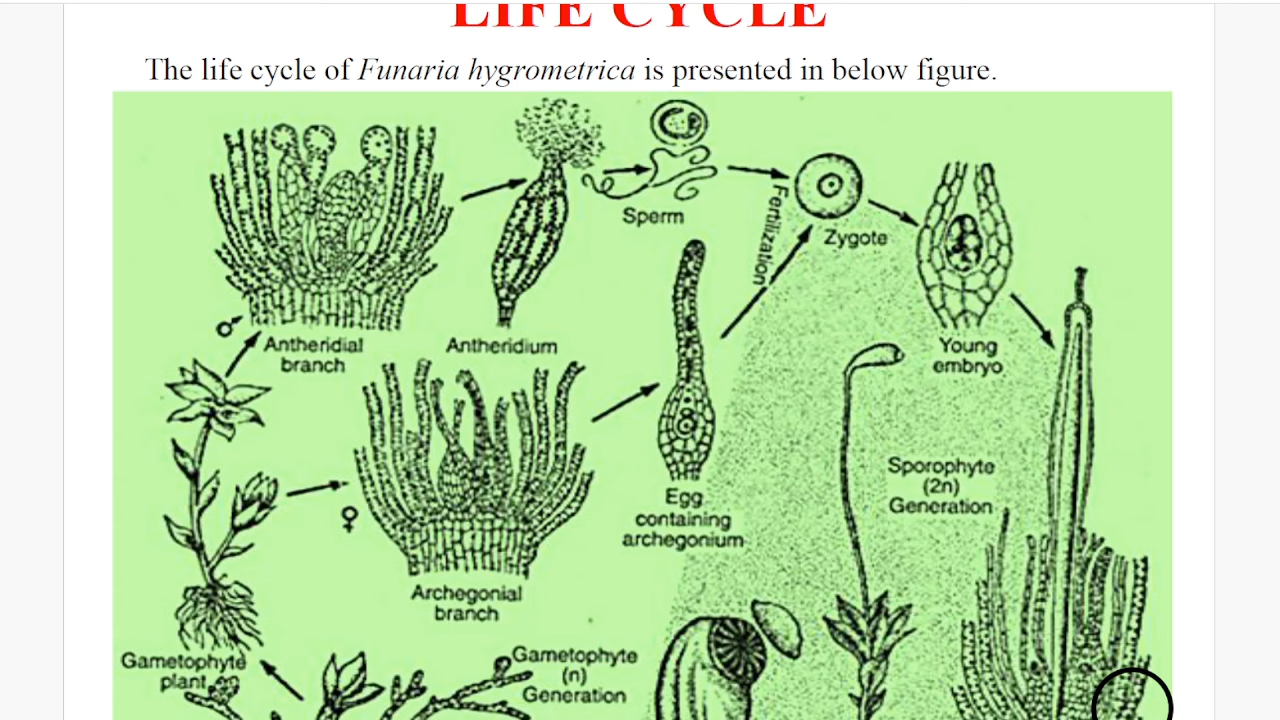 LIFE CYCLE
The life cycle of Funaria hygrometrica is presented in below figure.
Sperm
Fertilization
Zygote
♂
Antheridial
branch
Antheridium
Young
embryo
Sporophyte
(2n)
Generation
Egg
containing
archegonium
♀
Archegonial
branch
Gametophyte
plant
Gametophyte
(n)
Generation